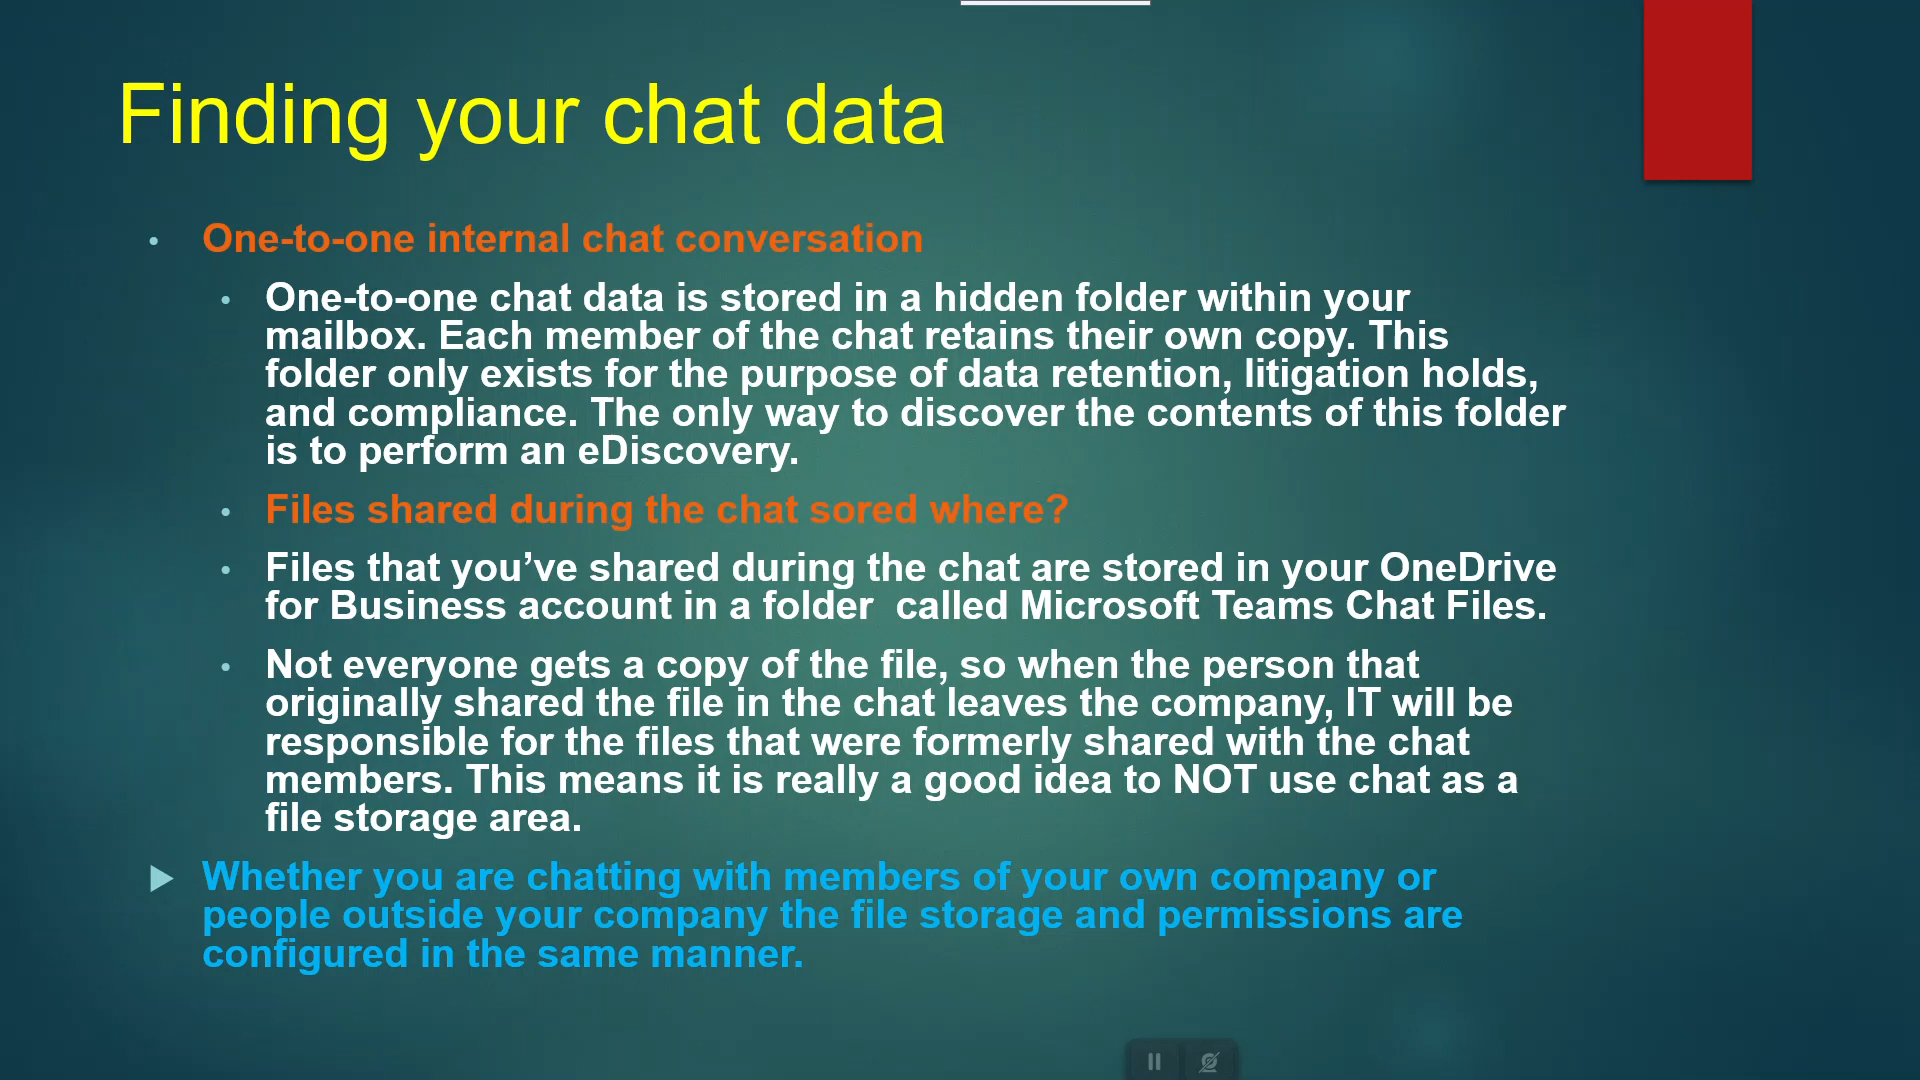 Finding your chat data
One-to-one internal chat conversation
One-to-one chat data is stored in a hidden folder within your
mailbox. Each member of the chat retains their own copy. This
folder only exists for the purpose of data retention, litigation holds,
and compliance. The only way to discover the contents of this folder
is to perform an eDiscovery.
Files shared during the chat sored where?
Files that you’ve shared during the chat are stored in your OneDrive
for Business account in a folder  called Microsoft Teams Chat Files.
Not everyone gets a copy of the file, so when the person that
originally shared the file in the chat leaves the company, IT will be
responsible for the files that were formerly shared with the chat
members. This means it is really a good idea to NOT use chat as a
file storage area.
Whether you are chatting with members of your own company or
people outside your company the file storage and permissions are
configured in the same manner.